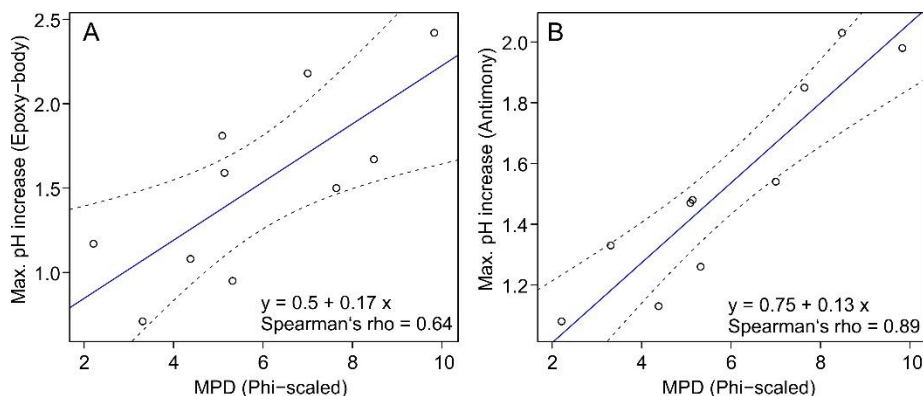 A
Max. pH increase (Epoxy−body)
2.5
2.0
1.5
1.0
y = 0.5 + 0.17 x
Spearman‘s rho = 0.64
2 4 6 8 10
MPD (Phi−scaled)
B
Max. pH increase (Antimony)
2.0
1.8
1.6
1.4
1.2
y = 0.75 + 0.13 x
Spearman‘s rho = 0.89
2 4 6 8 10
MPD (Phi−scaled)